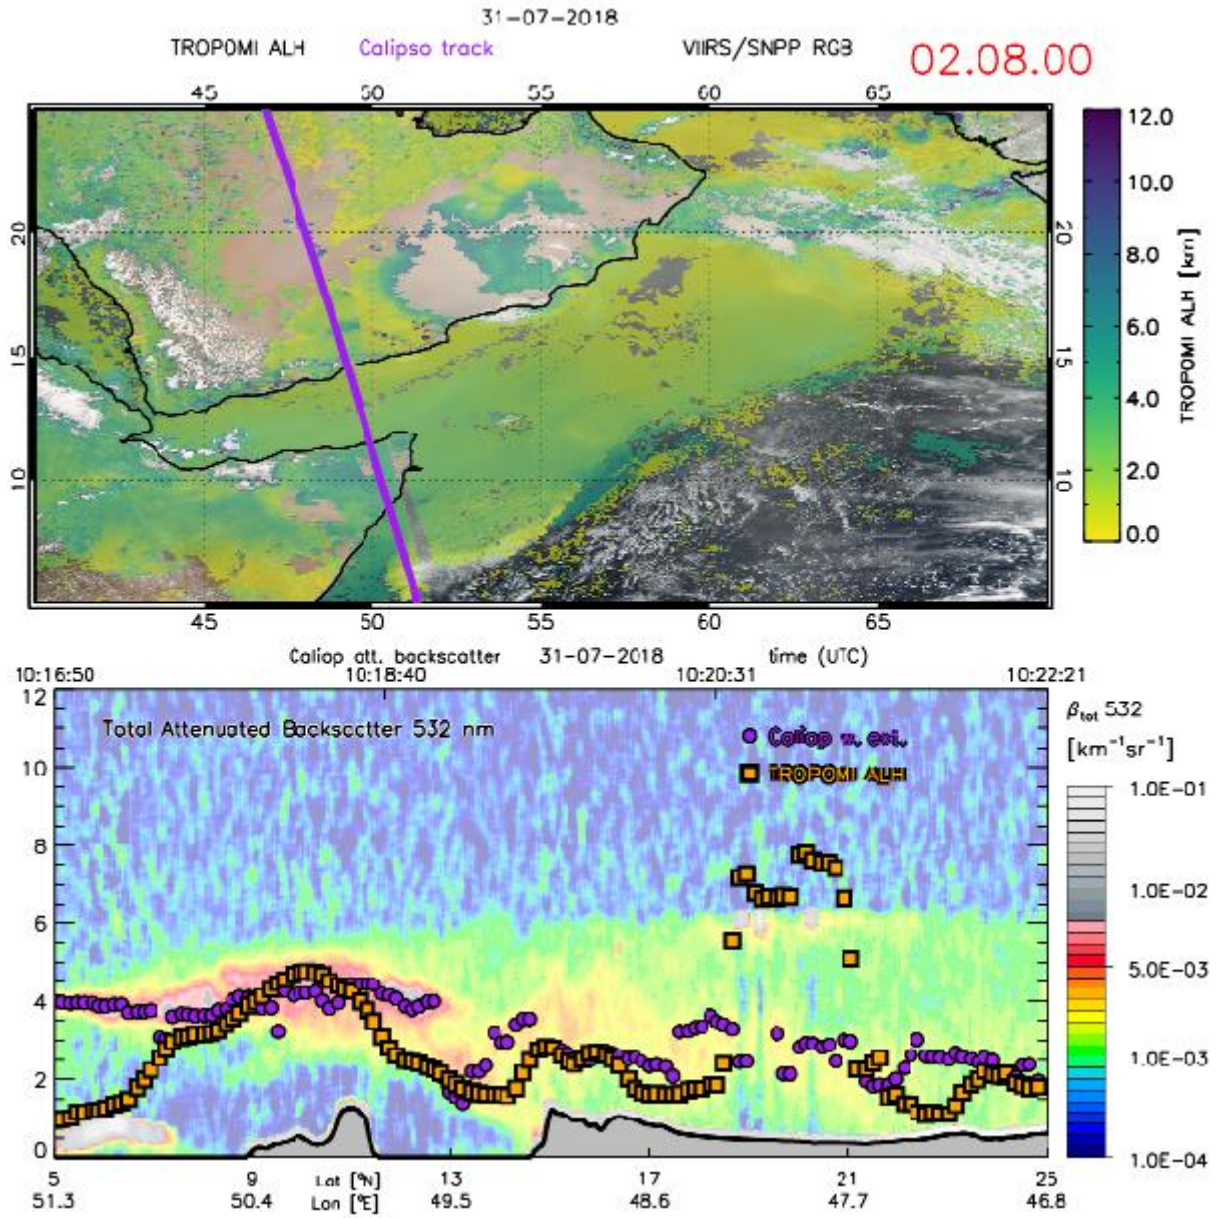 31-07-2018
TROPOMI ALH Calipso track VIIRS/SNPP RGB 02.08.00
45 50 55 60 65
20 20
15 15
10 10
45 50 55 60 65
12.0
10.0
8.0
6.0
4.0
2.0
0.0
TROPOMI ALH [km]
Caliop att. backscatter 31-07-2018 time (UTC)
10:16:50 10:18:40 10:20:31 10:22:21
Total Attenuated Backscctter 532 nm
Caliop w. ext.
TROPOMI ALH
12
10
8
6
4
2
0
βtot 532
[km⁻¹sr⁻¹]
1.0E-01
1.0E-02
5.0E-03
1.0E-03
1.0E-04
5 9 Lat [°N] 13 17 21 25
51.3 50.4 Lon [°E] 49.5 48.6 47.7 46.8